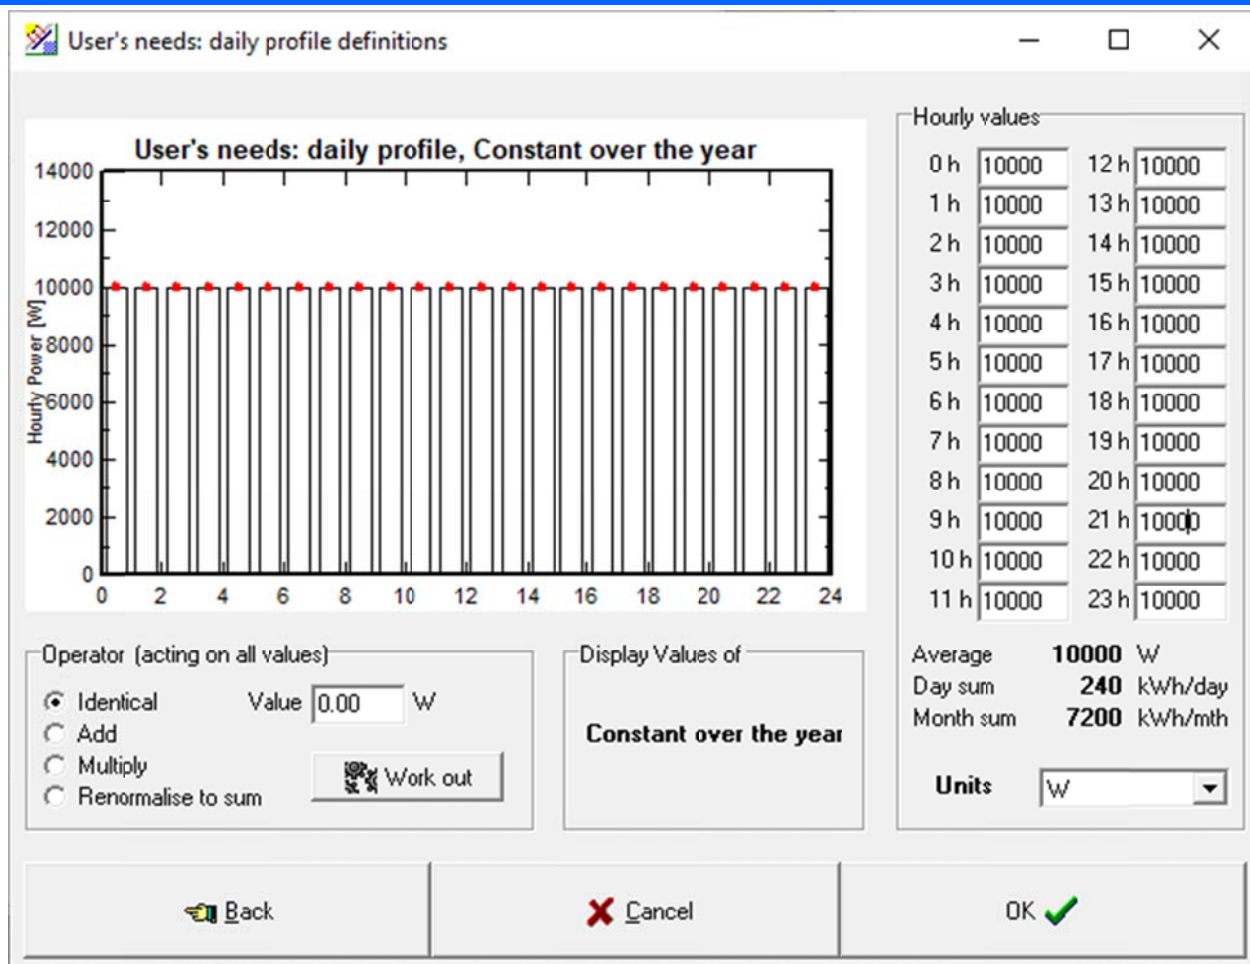 User's needs: daily profile definitions
User's needs: daily profile, Constant over the year
14000
12000
10000
8000
6000
4000
2000
0
Hourly Power [W]
0 2 4 6 8 10 12 14 16 18 20 22 24
Operator (acting on all values)
Identical Value 0.00 W
Add
Multiply
Renormalise to sum
Work out
Display Values of
Constant over the year
Hourly values
0 h 10000 12 h 10000
1 h 10000 13 h 10000
2 h 10000 14 h 10000
3 h 10000 15 h 10000
4 h 10000 16 h 10000
5 h 10000 17 h 10000
6 h 10000 18 h 10000
7 h 10000 19 h 10000
8 h 10000 20 h 10000
9 h 10000 21 h 10000
10 h 10000 22 h 10000
11 h 10000 23 h 10000
Average 10000 W
Day sum 240 kWh/day
Month sum 7200 kWh/mth
Units W
Back Cancel OK